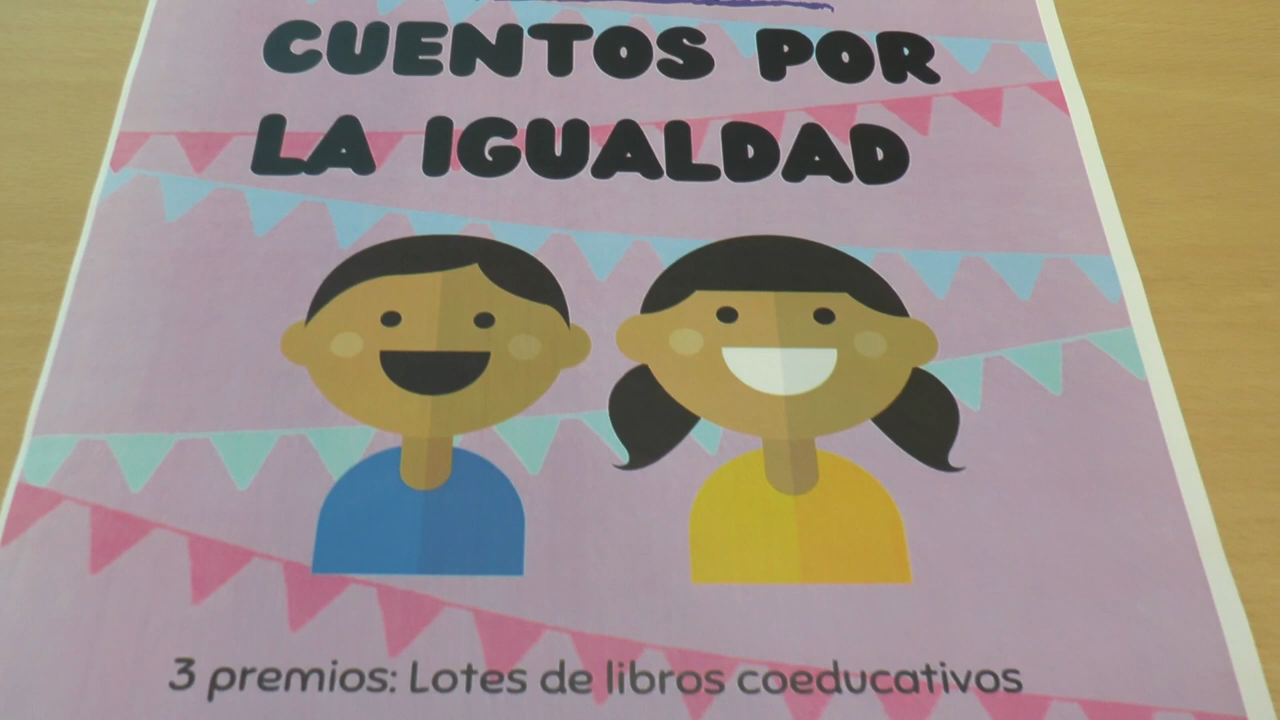 CUENTOS POR
LA IGUALDAD
3 premios: Lotes de libros coeducativos